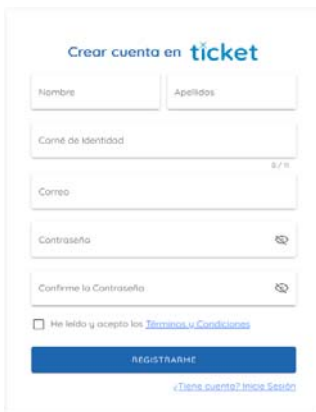 Crear cuenta en ticket
Nombre Apellidos
Carné de Identidad
0 / 11
Correo
Contraseña
Confirme la Contraseña
He leído y acepto los Términos y Condiciones
REGISTRARME
¿Tiene cuenta? Inicie Sesión